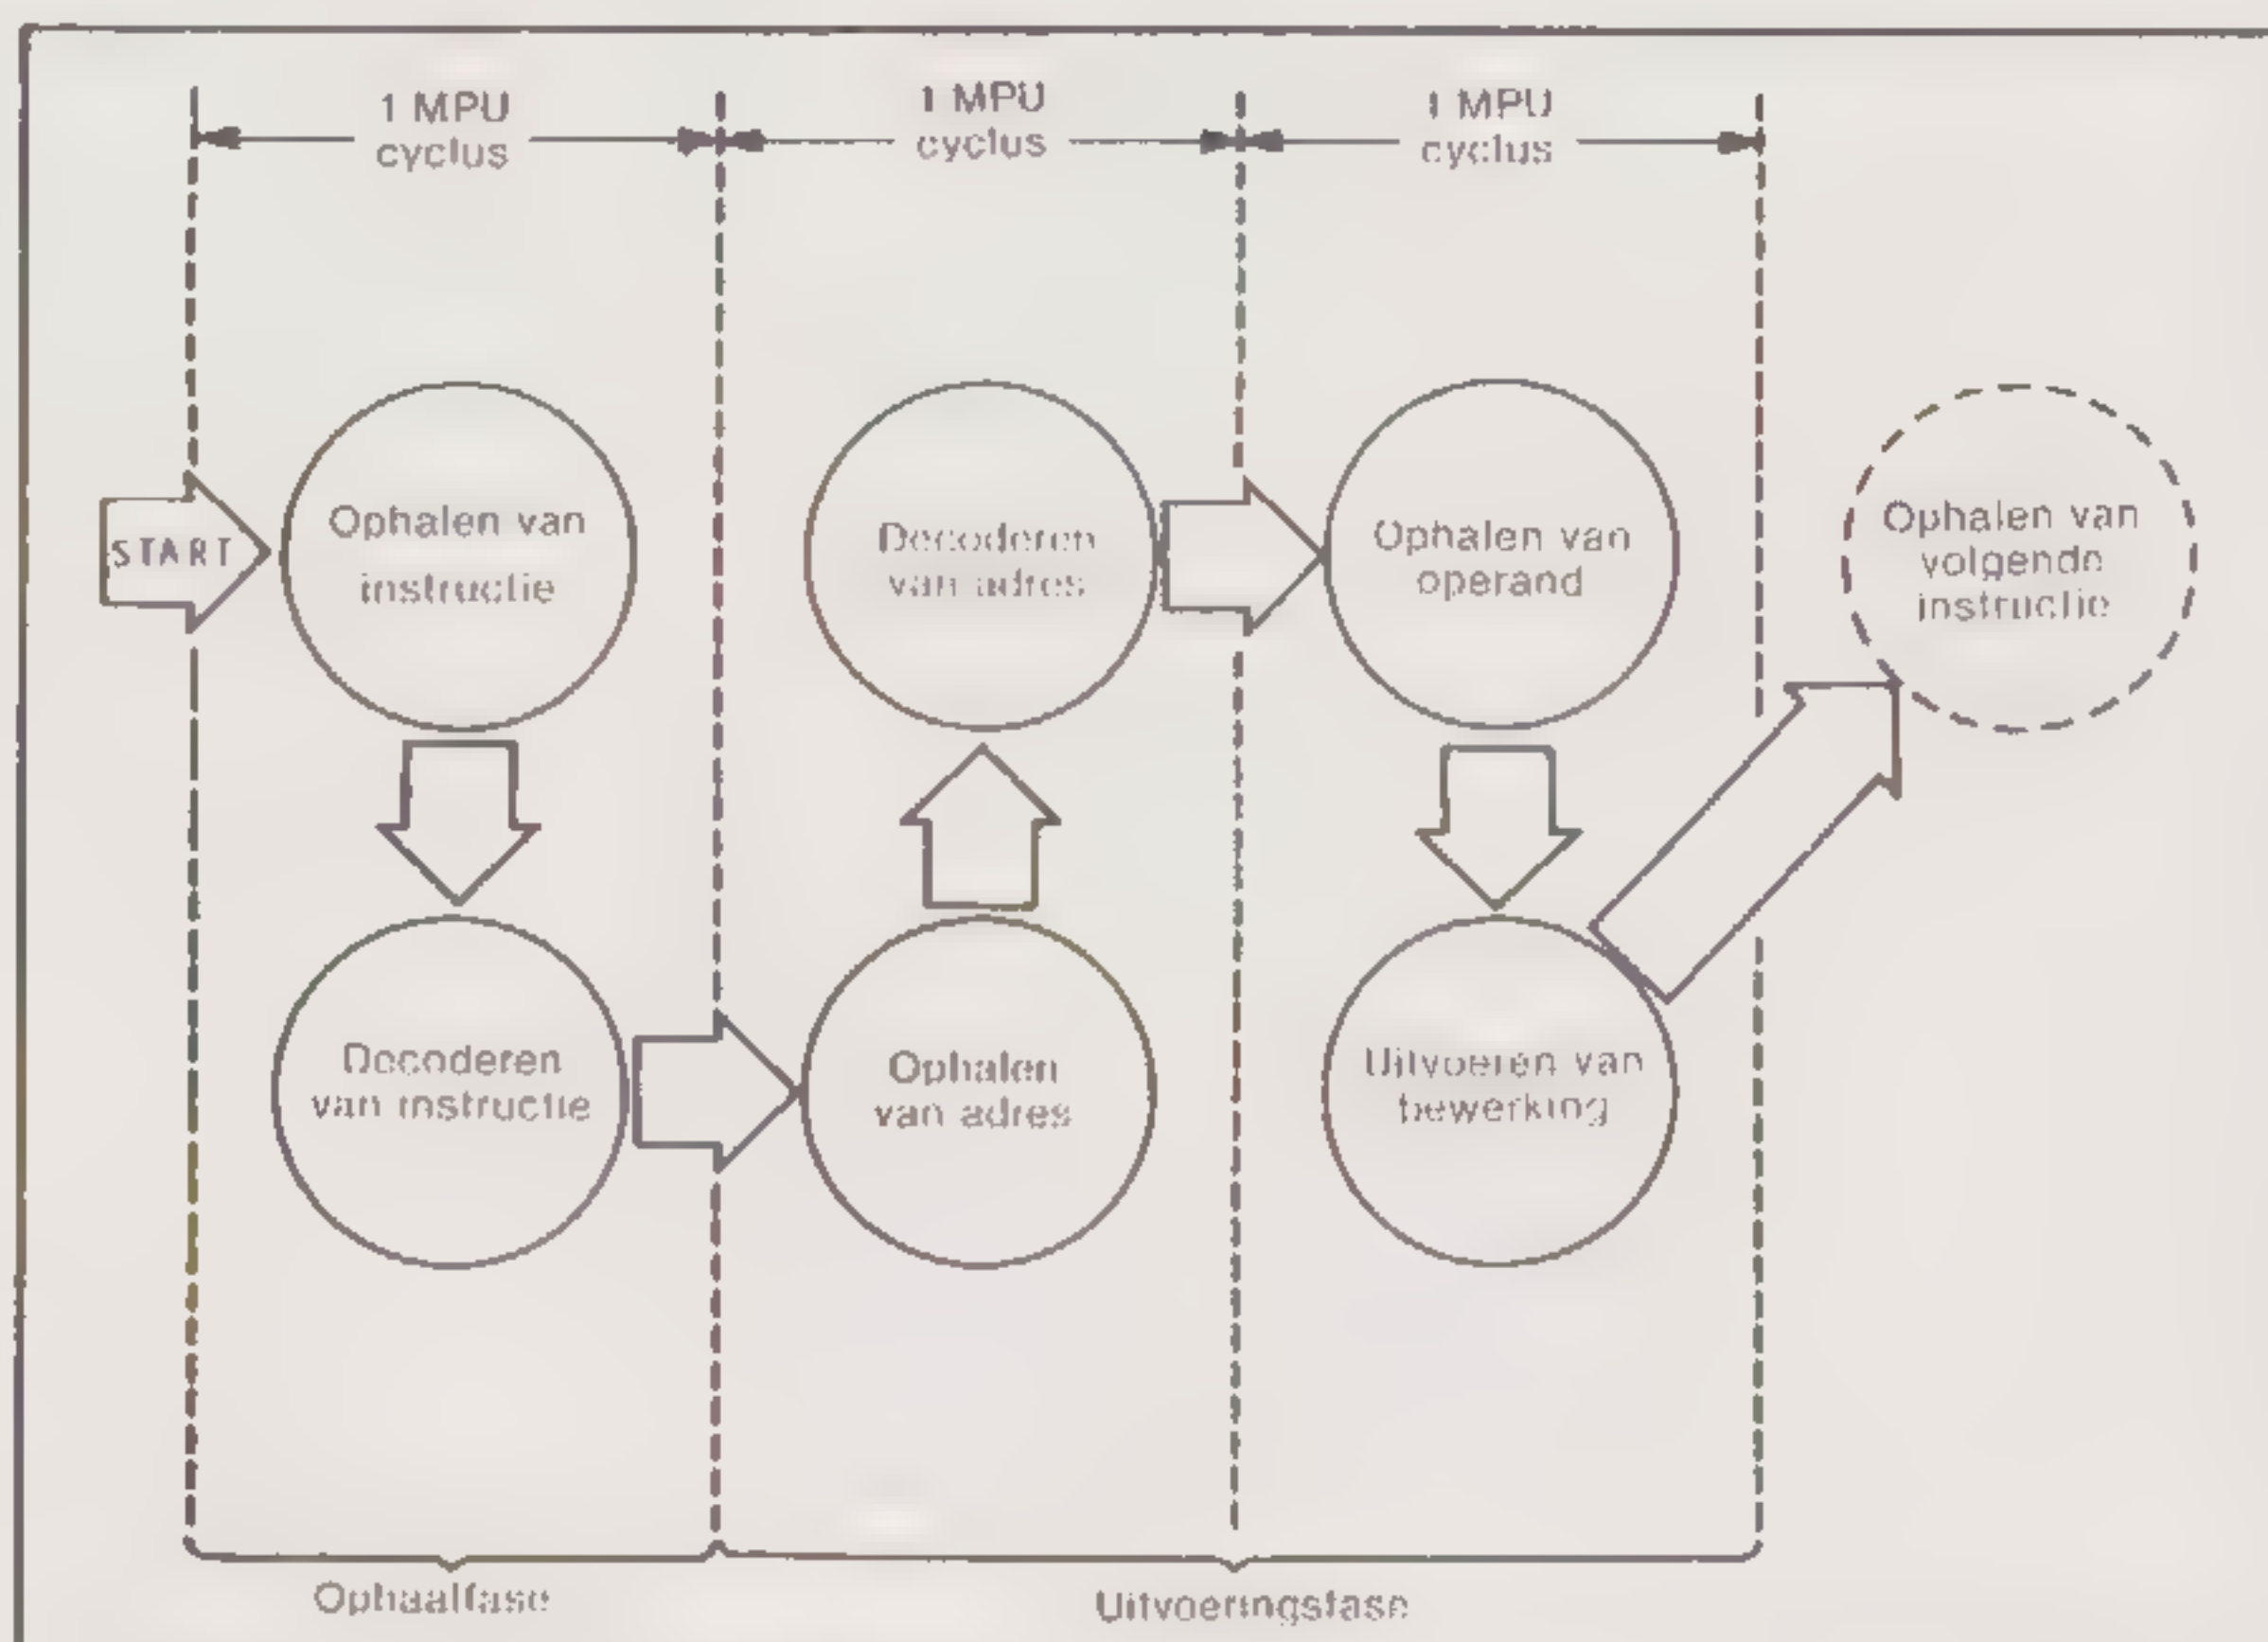 1 MPU
cyclus
1 MPU
cyclus
1 MPU
cyclus
START
Ophalen van
instructie
Decoderen
van adres
Ophalen van
operand
Ophalen van
volgende
instructie
Decoderen
van instructie
Ophalen
van adres
Uitvoeren van
bewerking
Ophaalfase
Uitvoeringsfase